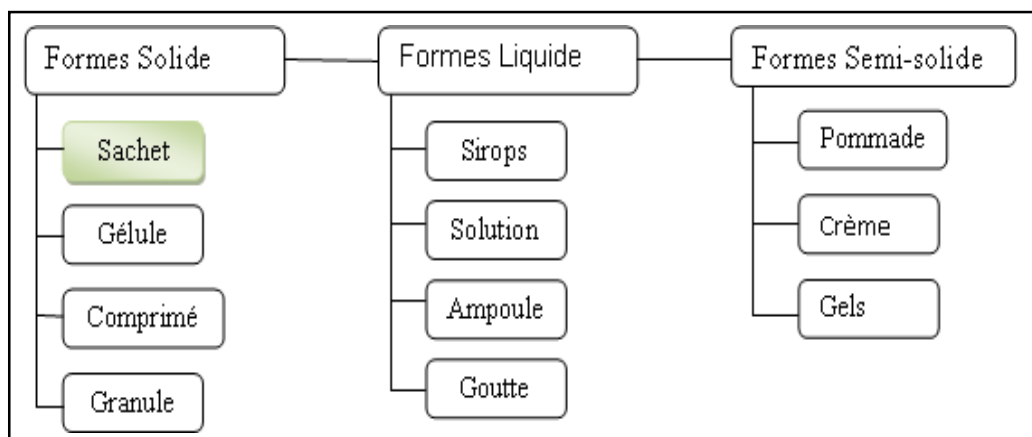 Formes Solide
Sachet
Gélule
Comprimé
Granule
Formes Liquide
Sirops
Solution
Ampoule
Goutte
Formes Semi-solide
Pommade
Crème
Gels